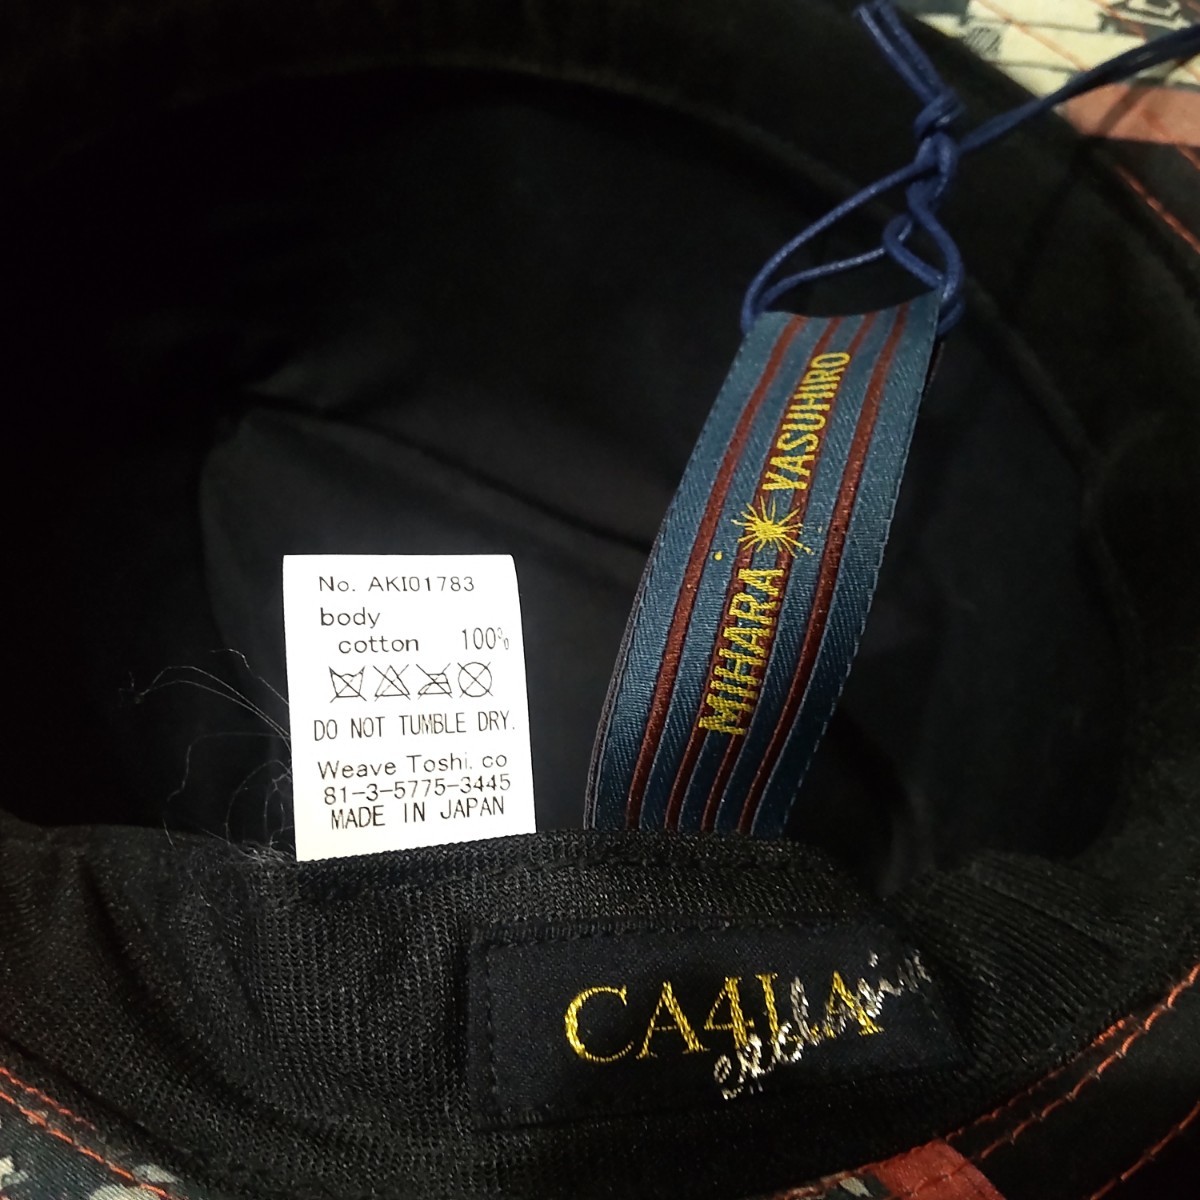 MIHARA YASUHIRO
No. AKI01783
body
cotton 100%
DO NOT TUMBLE DRY.
Weave Toshi. co
81-3-5775-3445
MADE IN JAPAN
CA4LA
exclusive